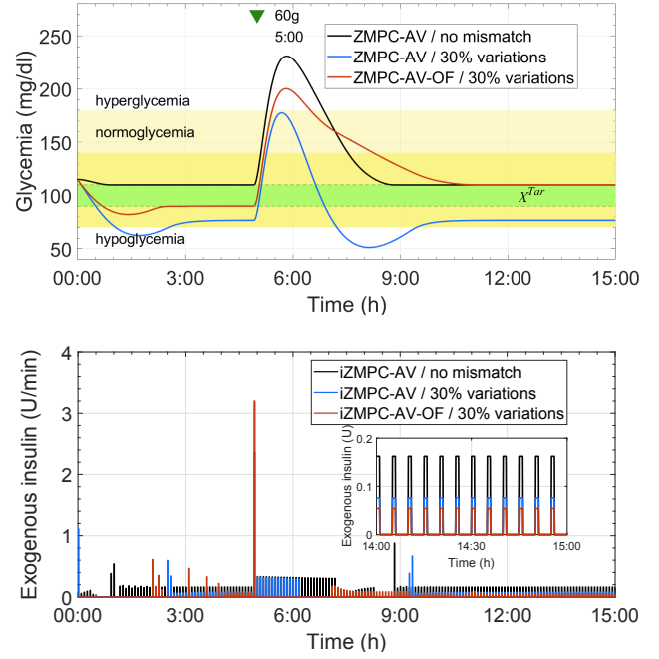 60g
5:00
ZMPC-AV / no mismatch
ZMPC-AV / 30% variations
ZMPC-AV-OF / 30% variations
250
200
150
100
50
Glycemia (mg/dl)
hyperglycemia
normoglycemia
X^Tar
hypoglycemia
00:00 3:00 6:00 9:00 12:00 15:00
Time (h)
4
3
2
1
0
Exogenous insulin (U/min)
iZMPC-AV / no mismatch
iZMPC-AV / 30% variations
iZMPC-AV-OF / 30% variations
0.2
0.1
0
Exogenous insulin (U)
14:00 14:30 15:00
Time (h)
00:00 3:00 6:00 9:00 12:00 15:00
Time (h)